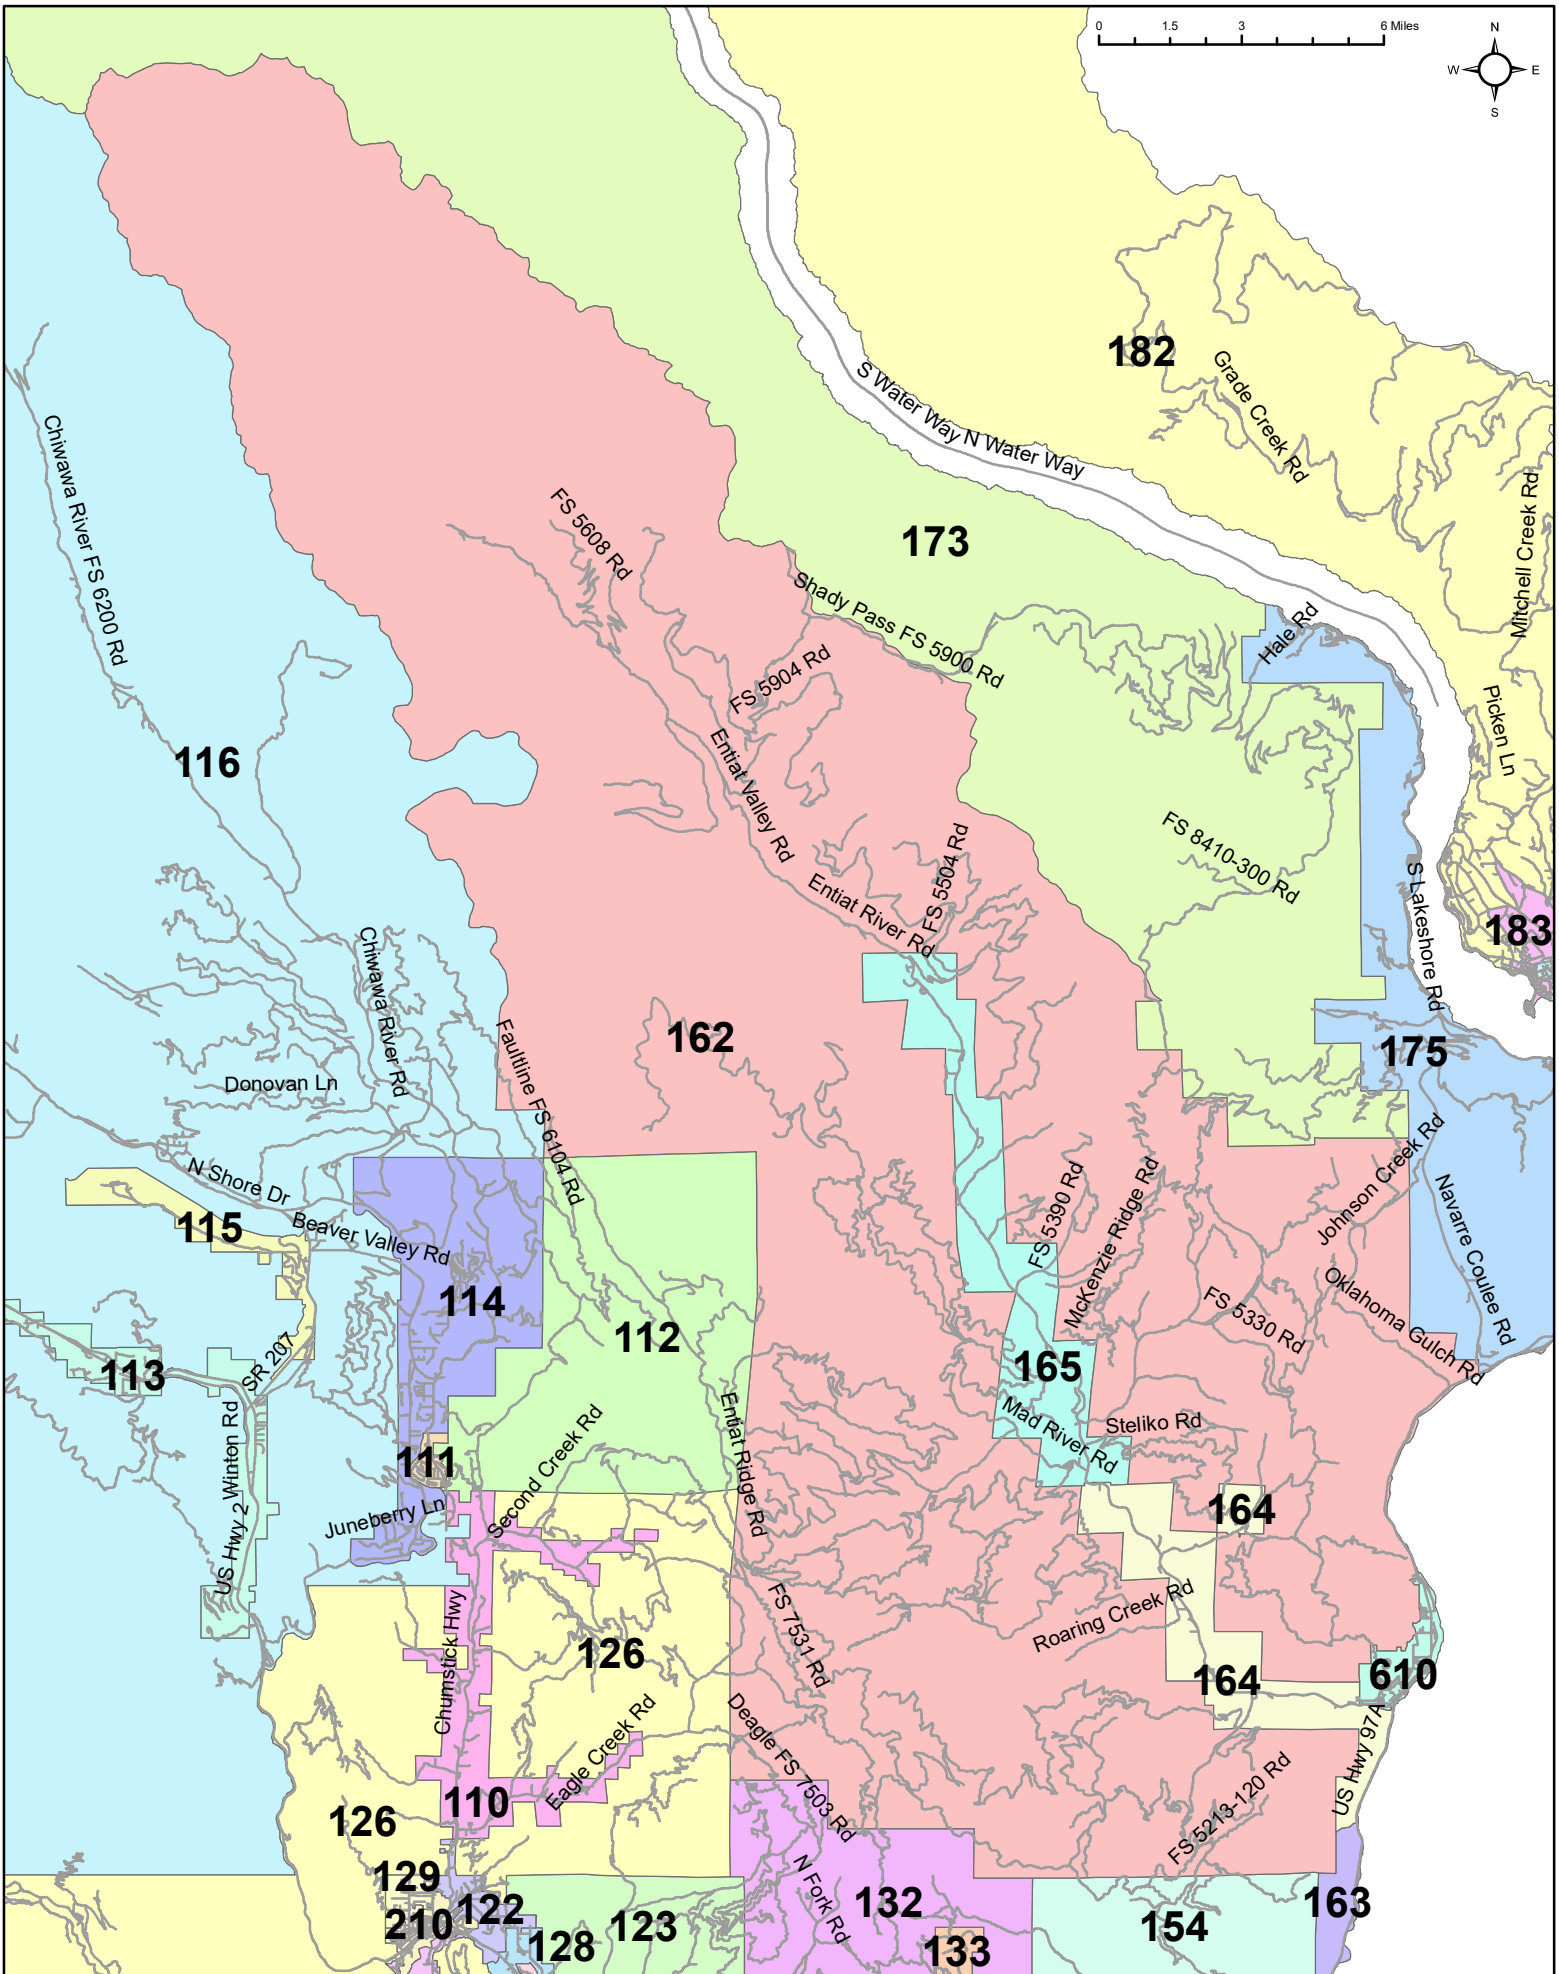 0 1.5 3 6 Miles
N
W E
S
182
Grade Creek Rd
S Water Way N Water Way
Chiwawa River FS 6200 Rd
Mitchell Creek Rd
FS 5608 Rd
173
Shady Pass FS 5900 Rd
Hale Rd
FS 5904 Rd
Picken Ln
116
Entiat Valley Rd
FS 8410-300 Rd
FS 5504 Rd
Entiat River Rd
S Lakeshore Rd
183
Chiwawa River Rd
162
Faultline FS 6104 Rd
175
Donovan Ln
N Shore Dr
115
Beaver Valley Rd
FS 5390 Rd
McKenzie Ridge Rd
Johnson Creek Rd
Navarre Coulee Rd
114
112
FS 5330 Rd
Oklahoma Gulch Rd
113
SR 207
165
Winton Rd
Entiat Ridge Rd
Mad River Rd
Steliko Rd
111
Second Creek Rd
Juneberry Ln
US Hwy 2
164
Chumstick Hwy
FS 7531 Rd
Roaring Creek Rd
126
164
610
Eagle Creek Rd
Deagle FS 7503 Rd
US Hwy 97A
FS 5213-120 Rd
110
126
129
N Fork Rd
122
210
128
123
132
133
154
163